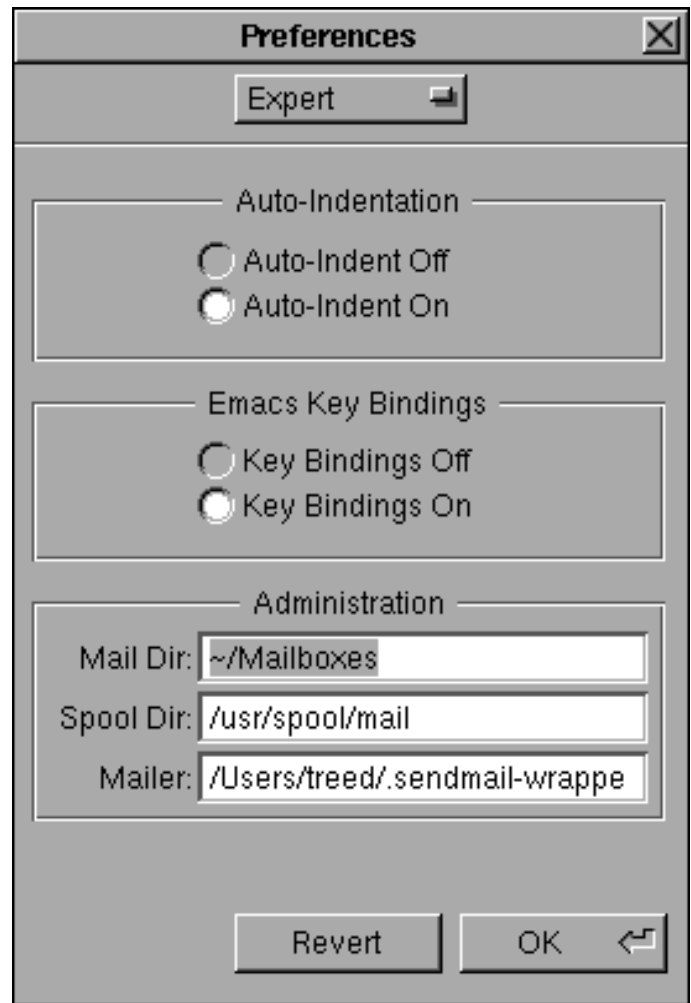 Preferences
Expert
Auto-Indentation
Auto-Indent Off
Auto-Indent On
Emacs Key Bindings
Key Bindings Off
Key Bindings On
Administration
Mail Dir: ~/Mailboxes
Spool Dir: /usr/spool/mail
Mailer: /Users/treed/.sendmail-wrappe
Revert OK